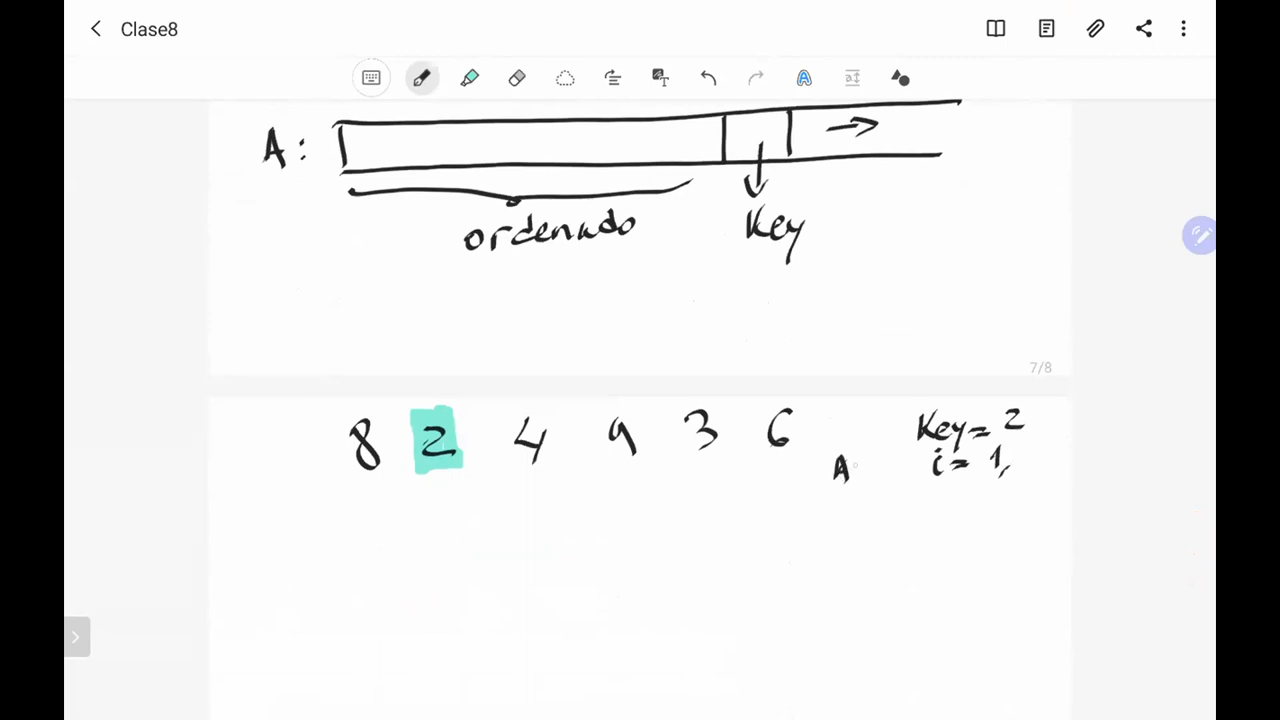 Clase8
A:
ordenado Key
7/8
8 2 4 9 3 6 Key= 2
A i= 1,